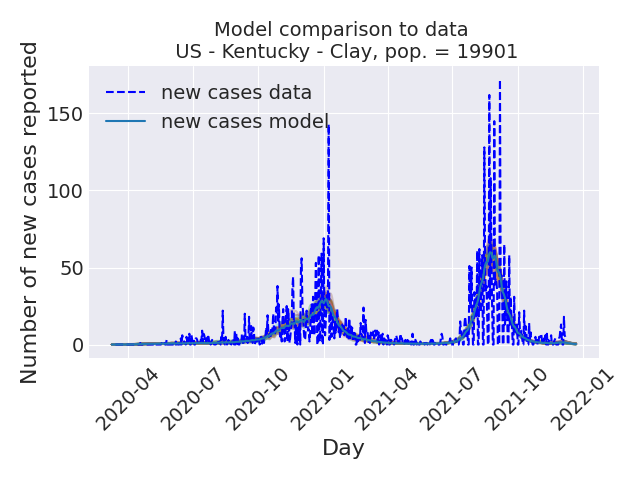 Model comparison to data
US - Kentucky - Clay, pop. = 19901
Number of new cases reported
new cases data
new cases model
150
100
50
0
2020-04
2020-07
2020-10
2021-01
2021-04
2021-07
2021-10
2022-01
Day